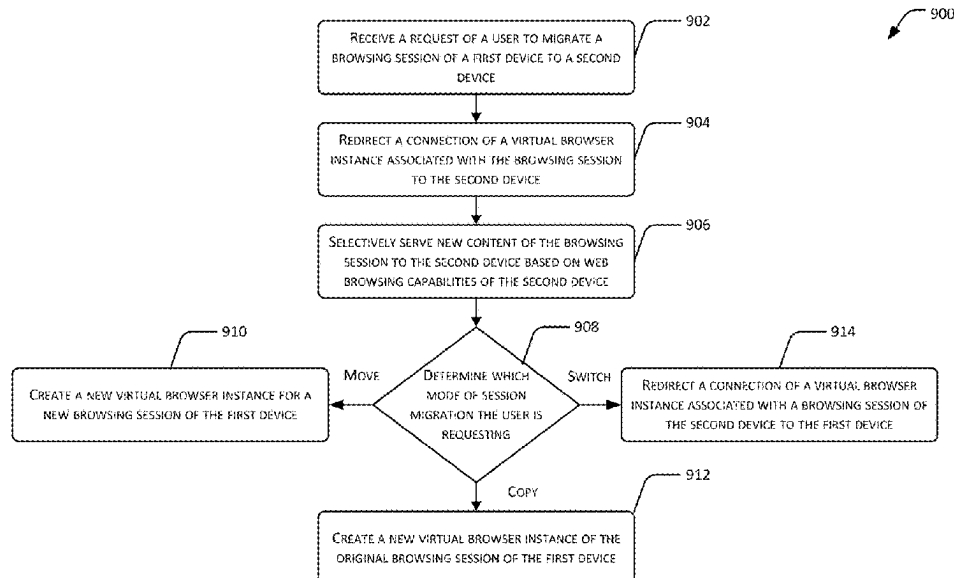 900
902
RECEIVE A REQUEST OF A USER TO MIGRATE A
BROWSING SESSION OF A FIRST DEVICE TO A SECOND
DEVICE
904
REDIRECT A CONNECTION OF A VIRTUAL BROWSER
INSTANCE ASSOCIATED WITH THE BROWSING SESSION
TO THE SECOND DEVICE
906
SELECTIVELY SERVE NEW CONTENT OF THE BROWSING
SESSION TO THE SECOND DEVICE BASED ON WEB
BROWSING CAPABILITIES OF THE SECOND DEVICE
908
DETERMINE WHICH
MODE OF SESSION
MIGRATION THE USER IS
REQUESTING
MOVE
910
CREATE A NEW VIRTUAL BROWSER INSTANCE FOR A
NEW BROWSING SESSION OF THE FIRST DEVICE
SWITCH
914
REDIRECT A CONNECTION OF A VIRTUAL BROWSER
INSTANCE ASSOCIATED WITH A BROWSING SESSION OF
THE SECOND DEVICE TO THE FIRST DEVICE
COPY
912
CREATE A NEW VIRTUAL BROWSER INSTANCE OF THE
ORIGINAL BROWSING SESSION OF THE FIRST DEVICE